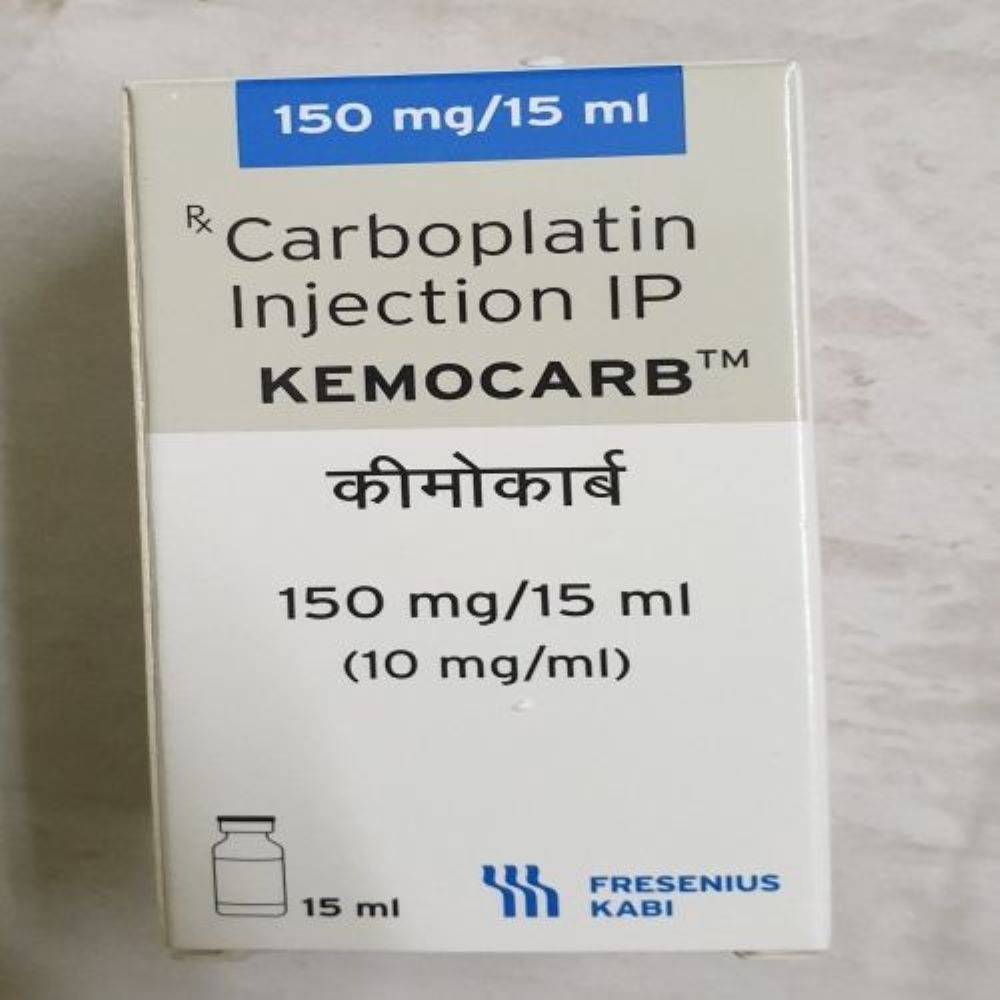 150 mg/15 ml
Rx Carboplatin
Injection IP
KEMOCARB™
कीमोकार्ब
150 mg/15 ml
(10 mg/ml)
15 ml
FRESENIUS
KABI